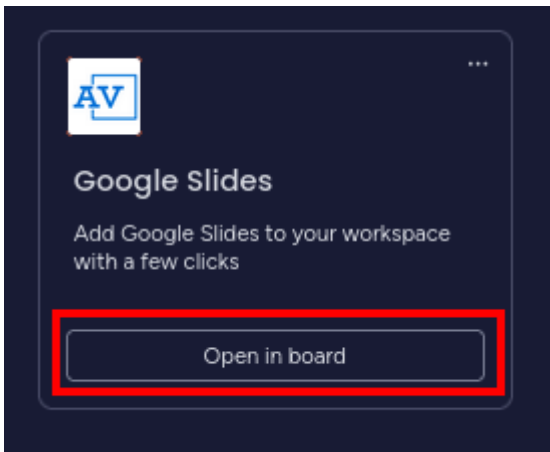 AV
Google Slides
Add Google Slides to your workspace
with a few clicks
Open in board